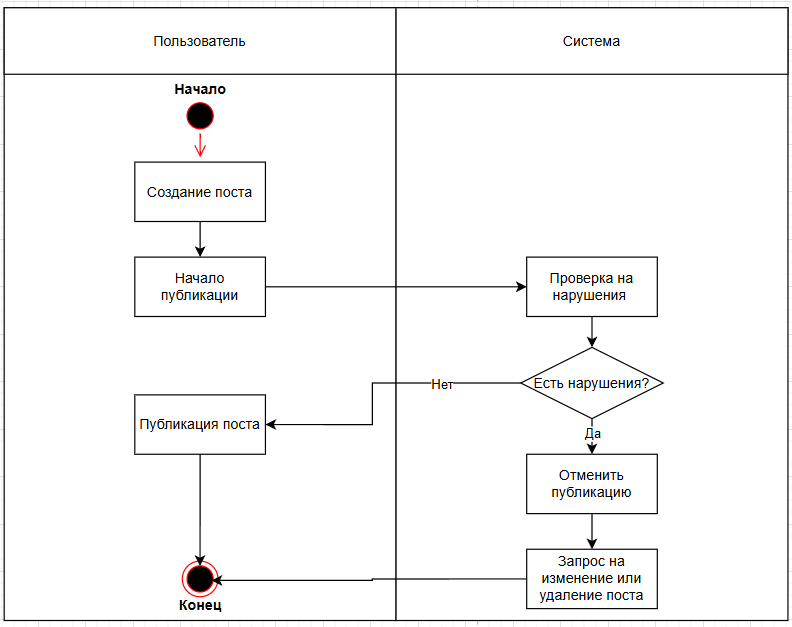 Пользователь
Система
Начало
Создание поста
Начало
публикации
Проверка на
нарушения
Есть нарушения?
Нет
Публикация поста
Да
Отменить
публикацию
Запрос на
изменение или
удаление поста
Конец